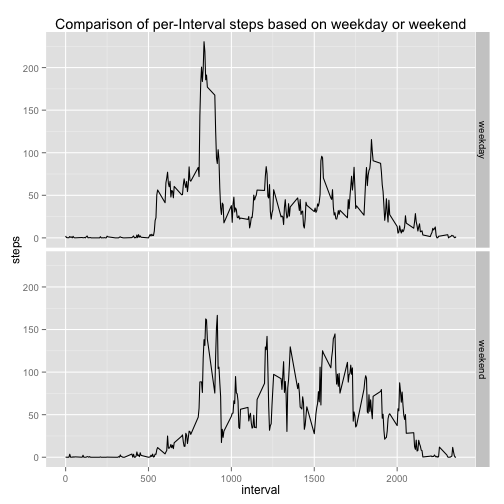 Comparison of per-Interval steps based on weekday or weekend
200
150
100
50
0
weekday
steps
200
150
100
50
0
weekend
0 500 1000 1500 2000
interval